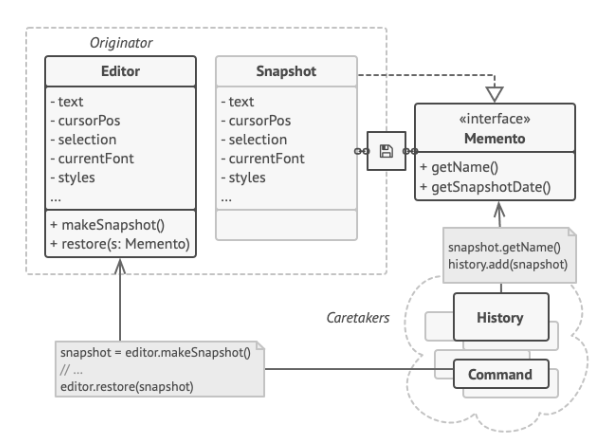 Originator
Editor
- text
- cursorPos
- selection
- currentFont
- styles
...
+ makeSnapshot()
+ restore(s: Memento)
Snapshot
- text
- cursorPos
- selection
- currentFont
- styles
...
«interface»
Memento
+ getName()
+ getSnapshotDate()
snapshot.getName()
history.add(snapshot)
Caretakers
History
Command
snapshot = editor.makeSnapshot()
// ...
editor.restore(snapshot)